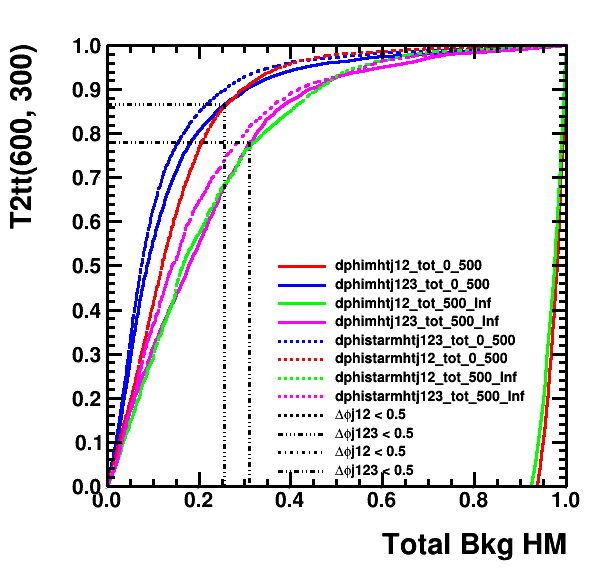 T2tt(600, 300)
1.0
0.9
0.8
0.7
0.6
0.5
0.4
0.3
0.2
0.1
0.0
dphimhtj12_tot_0_500
dphimhtj123_tot_0_500
dphimhtj12_tot_500_Inf
dphimhtj123_tot_500_Inf
dphistarmhtj123_tot_0_500
dphistarmhtj12_tot_0_500
dphistarmhtj12_tot_500_Inf
dphistarmhtj123_tot_500_Inf
Δϕj12 < 0.5
Δϕj123 < 0.5
Δϕj12 < 0.5
Δϕj123 < 0.5
0.0 0.2 0.4 0.6 0.8 1.0
Total Bkg HM